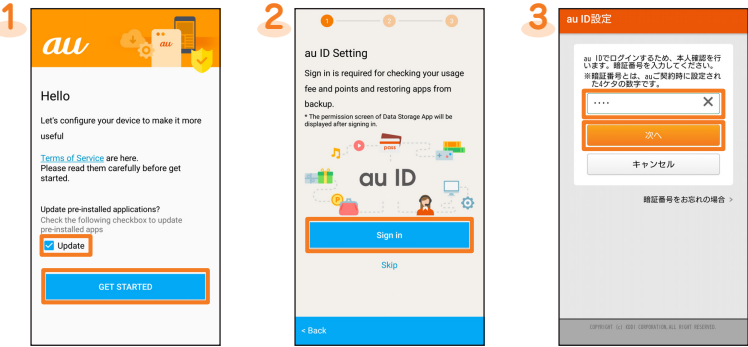 1
au
au
Hello
Let's configure your device to make it more
useful
Terms of Service are here.
Please read them carefully before get
started.
Update pre-installed applications?
Check the following checkbox to update
pre-installed apps
Update
GET STARTED
2
1
2
3
au ID Setting
Sign in is required for checking your usage
fee and points and restoring apps from
backup.
* The permission screen of Data Storage App will be
displayed after signing in.
pass
P
au ID
Sign in
Skip
< Back
3
au ID設定
au IDでログインするため、本人確認を行
います。暗証番号を入力してください。
※暗証番号とは、auご契約時に設定され
た4ケタの数字です。
····
次へ
キャンセル
暗証番号をお忘れの場合 >
COPYRIGHT (C) KDDI CORPORATION, ALL RIGHT RESERVED.